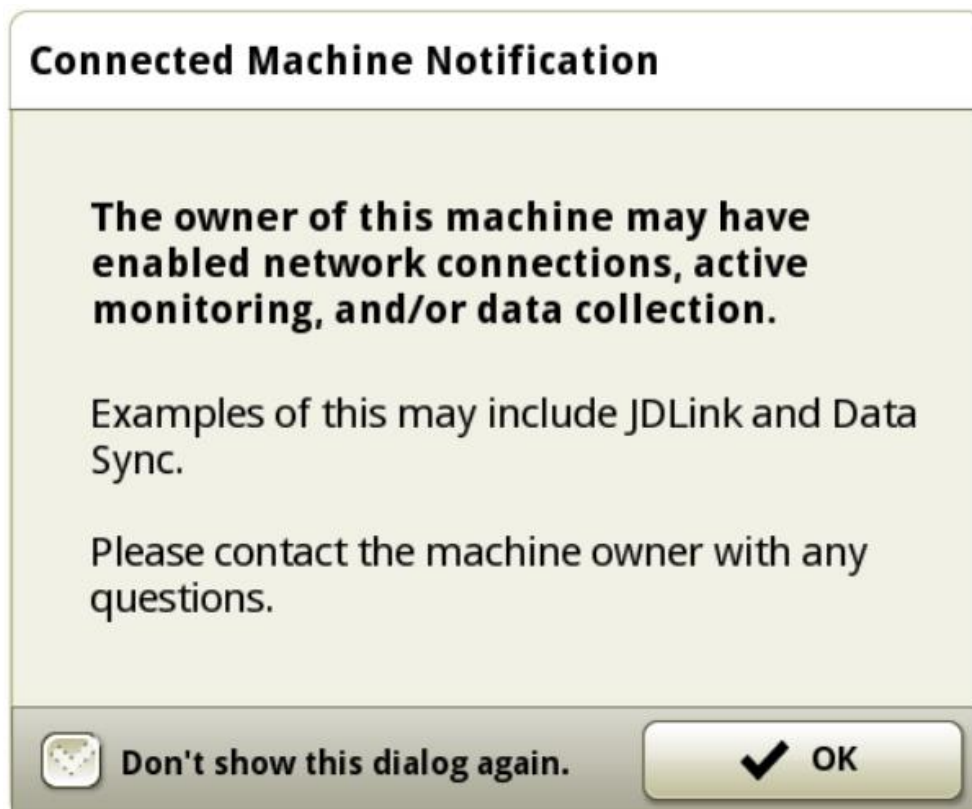 Connected Machine Notification
The owner of this machine may have
enabled network connections, active
monitoring, and/or data collection.
Examples of this may include JDLink and Data
Sync.
Please contact the machine owner with any
questions.
Don't show this dialog again.
OK